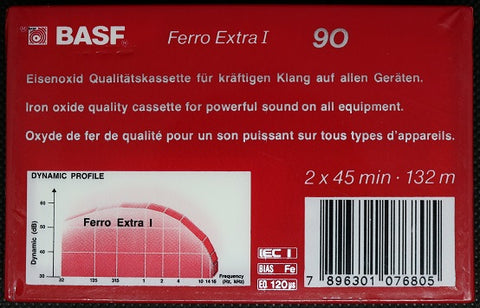 BASF Ferro Extra I 90
Eisenoxid Qualitätskassette für kräftigen Klang auf allen Geräten.
Iron oxide quality cassette for powerful sound on all equipment.
Oxyde de fer de qualité pour un son puissant sur tous types d'appareils.
DYNAMIC PROFILE
2 x 45 min · 132 m
Dynamic (dB)
Ferro Extra I
Frequency
(Hz, kHz)
IEC I
BIAS Fe
EQ 120 µs
7 896301 076805